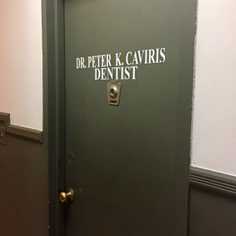 DR. PETER K. CAVIRIS
DENTIST